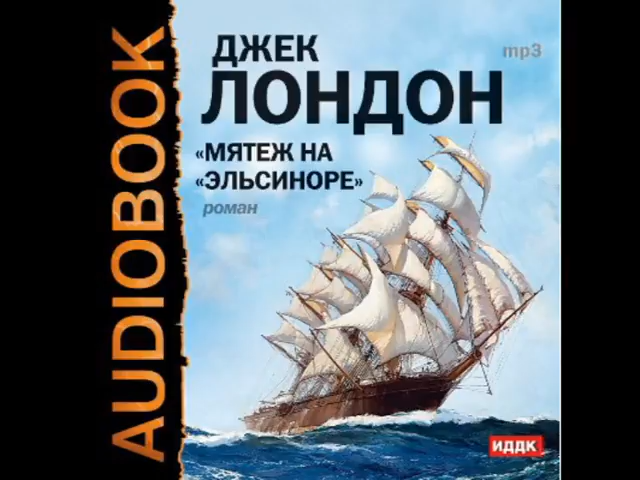 AUDIOBOOK
ДЖЕК
mp3
ЛОНДОН
«МЯТЕЖ НА
«ЭЛЬСИНОРЕ»
роман
ИДДК